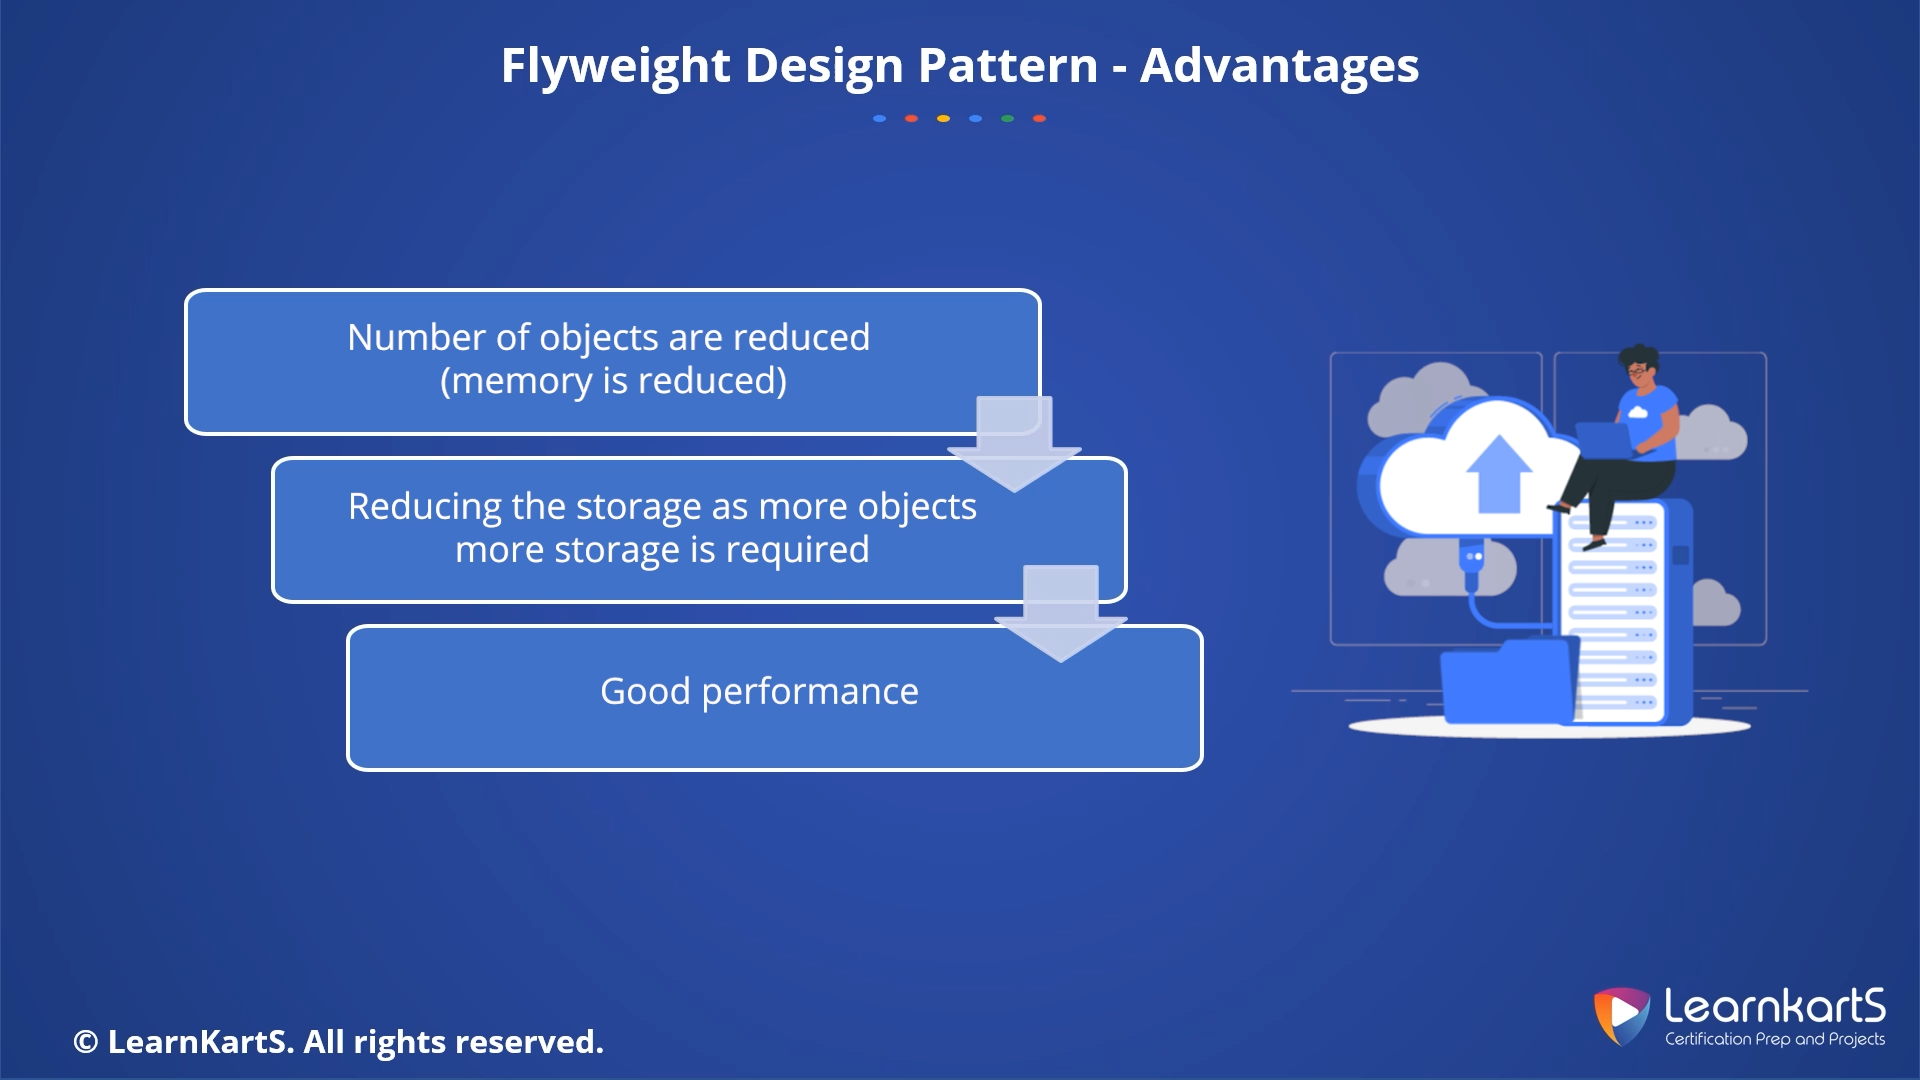 Flyweight Design Pattern - Advantages
Number of objects are reduced
(memory is reduced)
Reducing the storage as more objects
more storage is required
Good performance
© LearnKartS. All rights reserved.
LearnkartS
Certification Prep and Projects